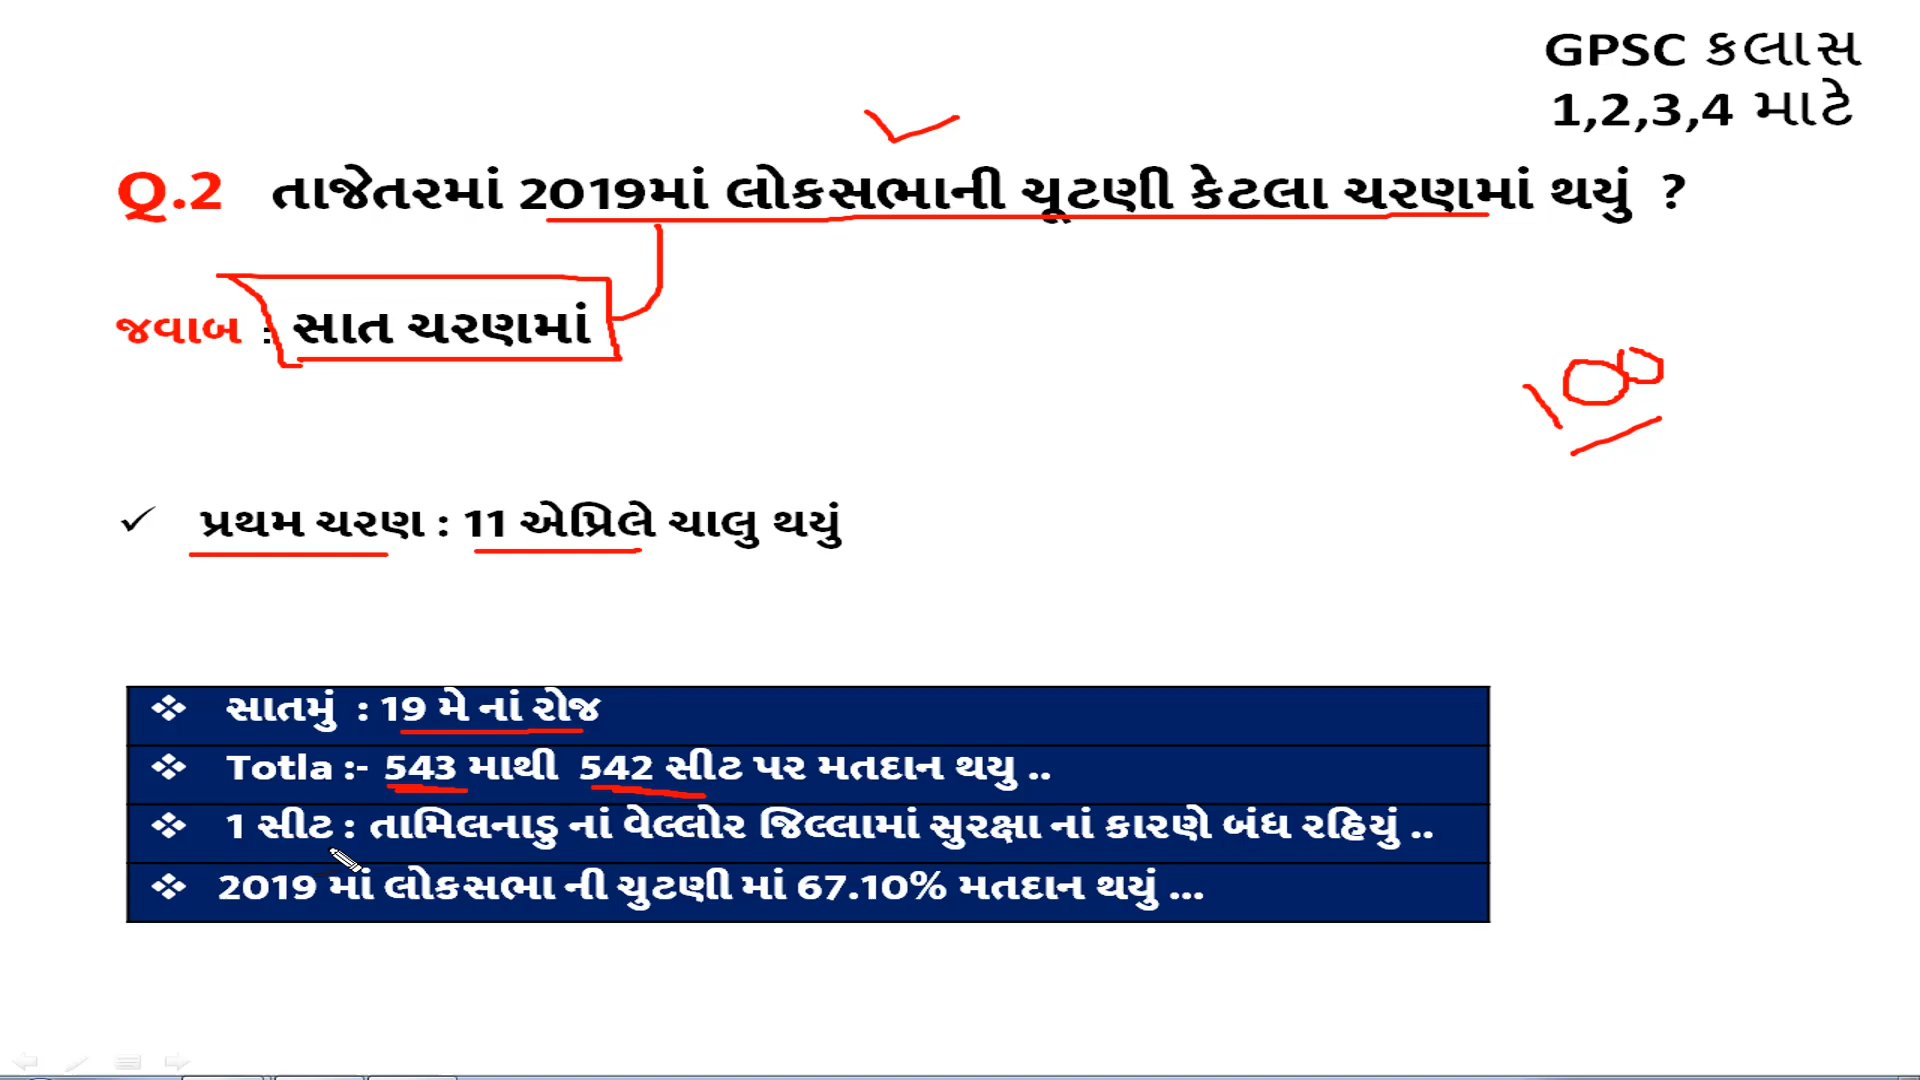 GPSC કલાસ
1,2,3,4 માટે
Q.2 તાજેતરમાં 2019માં લોકસભાની ચૂટણી કેટલા ચરણમાં થયું ?
જવાબ : સાત ચરણમાં
100
✓ પ્રથમ ચરણ : 11 એપ્રિલે ચાલુ થયું
❖ સાતમું : 19 મે નાં રોજ
❖ Totla :- 543 માથી 542 સીટ પર મતદાન થયુ ..
❖ 1 સીટ : તામિલનાડુ નાં વેલ્લોર જિલ્લામાં સુરક્ષા નાં કારણે બંધ રહિયું ..
❖ 2019 માં લોકસભા ની ચુટણી માં 67.10% મતદાન થયું ...